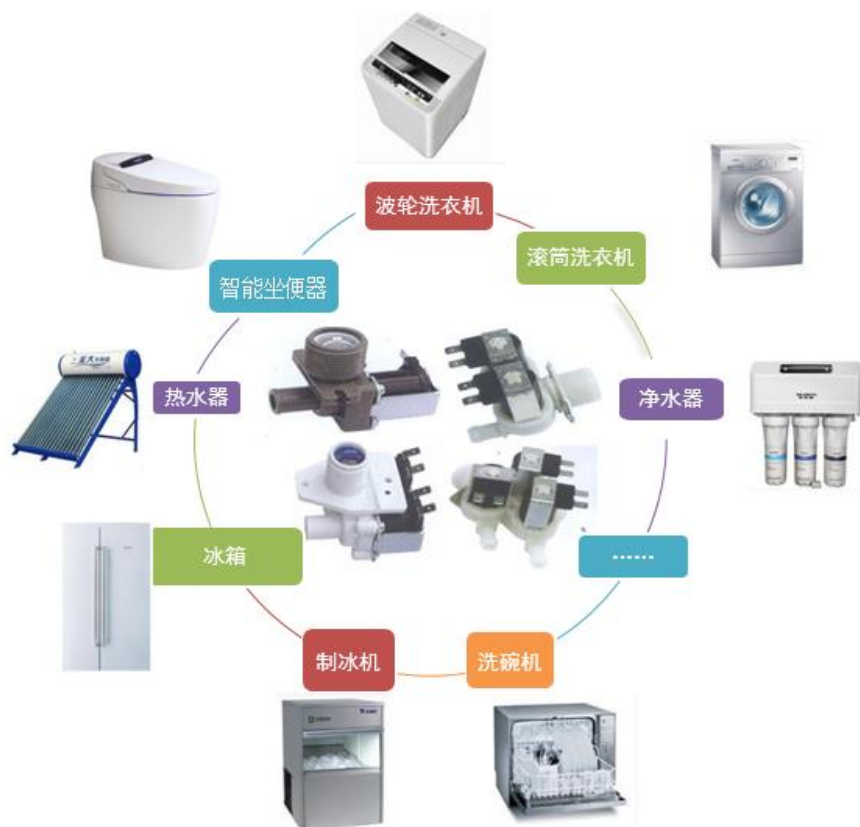 波轮洗衣机
滚筒洗衣机
智能坐便器
热水器
净水器
冰箱
......
制冰机
洗碗机